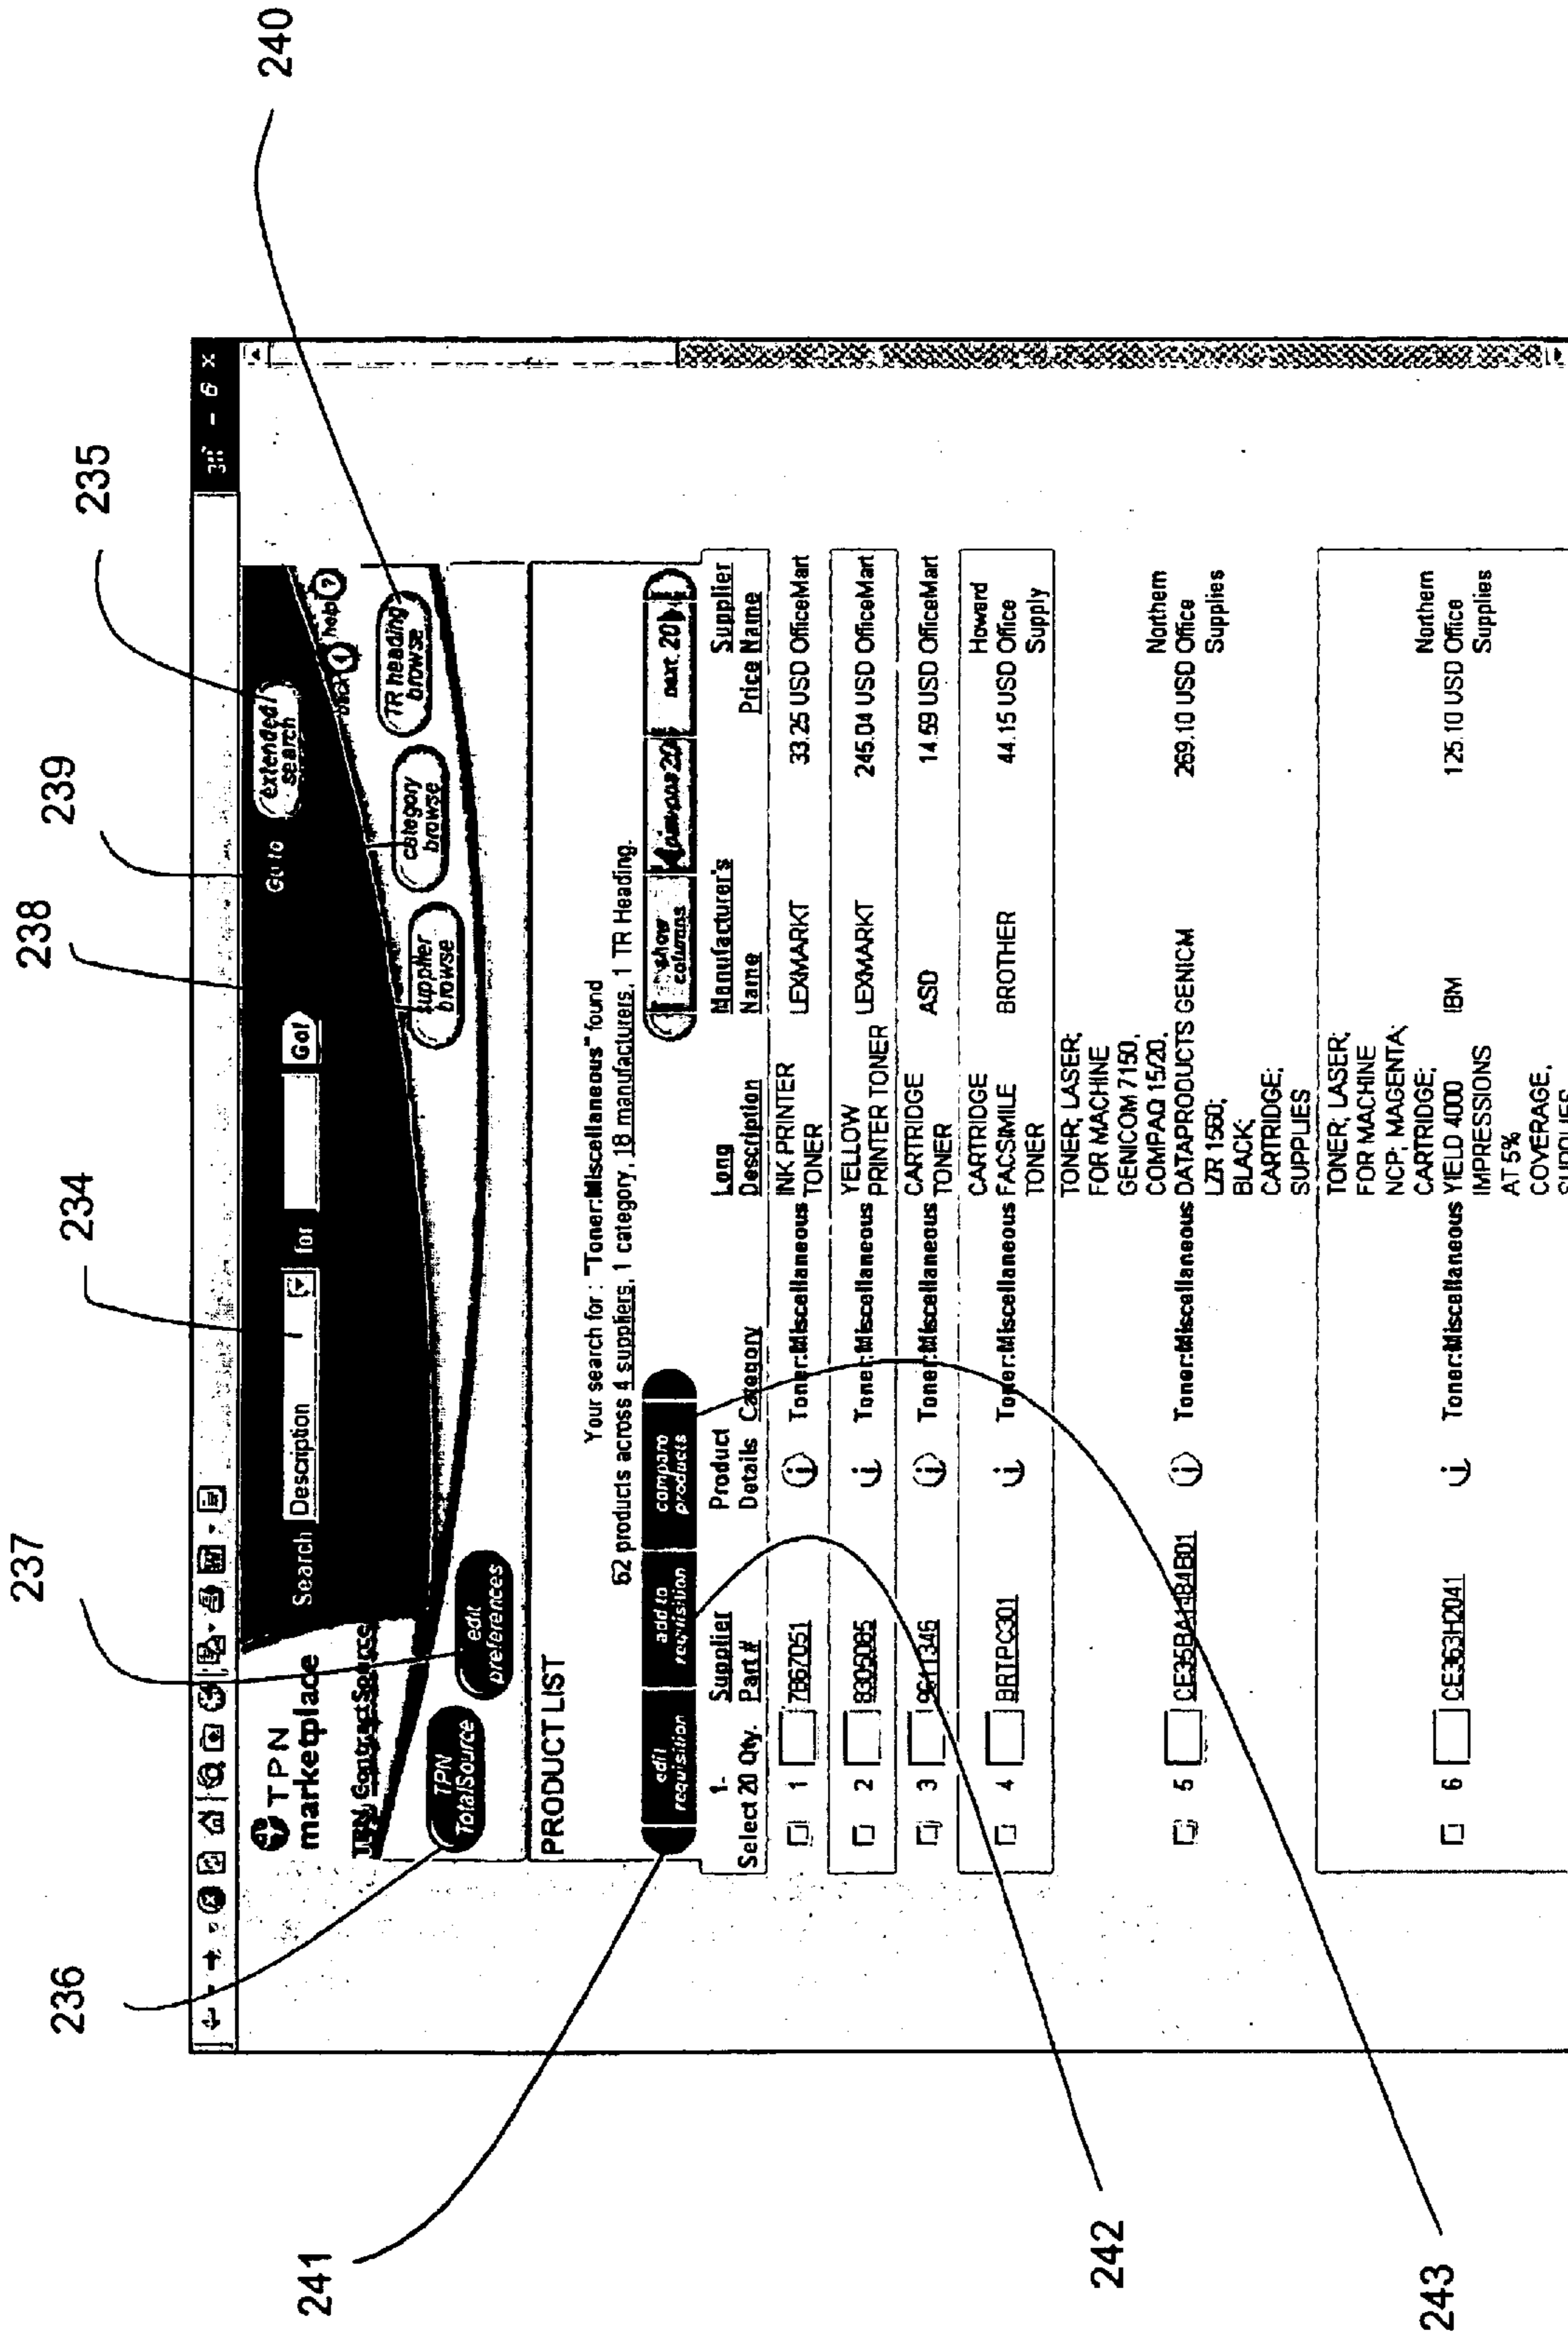 236
237
234
238
239
235
240
241
242
243
TPN
marketplace
TPN ContractSource
Search Description for Go!
Go to extended search
back help ?
TPN TotalSource
edit preferences
supplier browse
category browse
TR heading browse
PRODUCT LIST
Your search for : "Toner:Miscellaneous" found
62 products across 4 suppliers, 1 category, 18 manufacturers, 1 TR Heading.
edit requisition
add to requisition
compare products
show columns
previous 20
next 20
Select 1-20 Qty. Supplier Part # Product Details Category Long Description Manufacturer's Name Price Supplier Name
1 7867051 i Toner:Miscellaneous INK PRINTER TONER LEXMARKT 33.25 USD OfficeMart
2 8305085 i Toner:Miscellaneous YELLOW PRINTER TONER LEXMARKT 245.04 USD OfficeMart
3 9611346 i Toner:Miscellaneous CARTRIDGE TONER ASD 14.59 USD OfficeMart
4 BRTPC301 i Toner:Miscellaneous CARTRIDGE FACSIMILE TONER BROTHER 44.15 USD Howard Office Supply
5 i Toner:Miscellaneous TONER; LASER; FOR MACHINE GENICOM 7150, COMPAQ 15/20, DATAPRODUCTS LZR 1560; BLACK; CARTRIDGE; SUPPLIES GENICM 269.10 USD Northern Office Supplies
6 CE353H2041 i Toner:Miscellaneous TONER; LASER; FOR MACHINE NCP; MAGENTA; CARTRIDGE; YIELD 4000 IMPRESSIONS AT 5% COVERAGE, SUPPLIES IBM 125.10 USD Northern Office Supplies